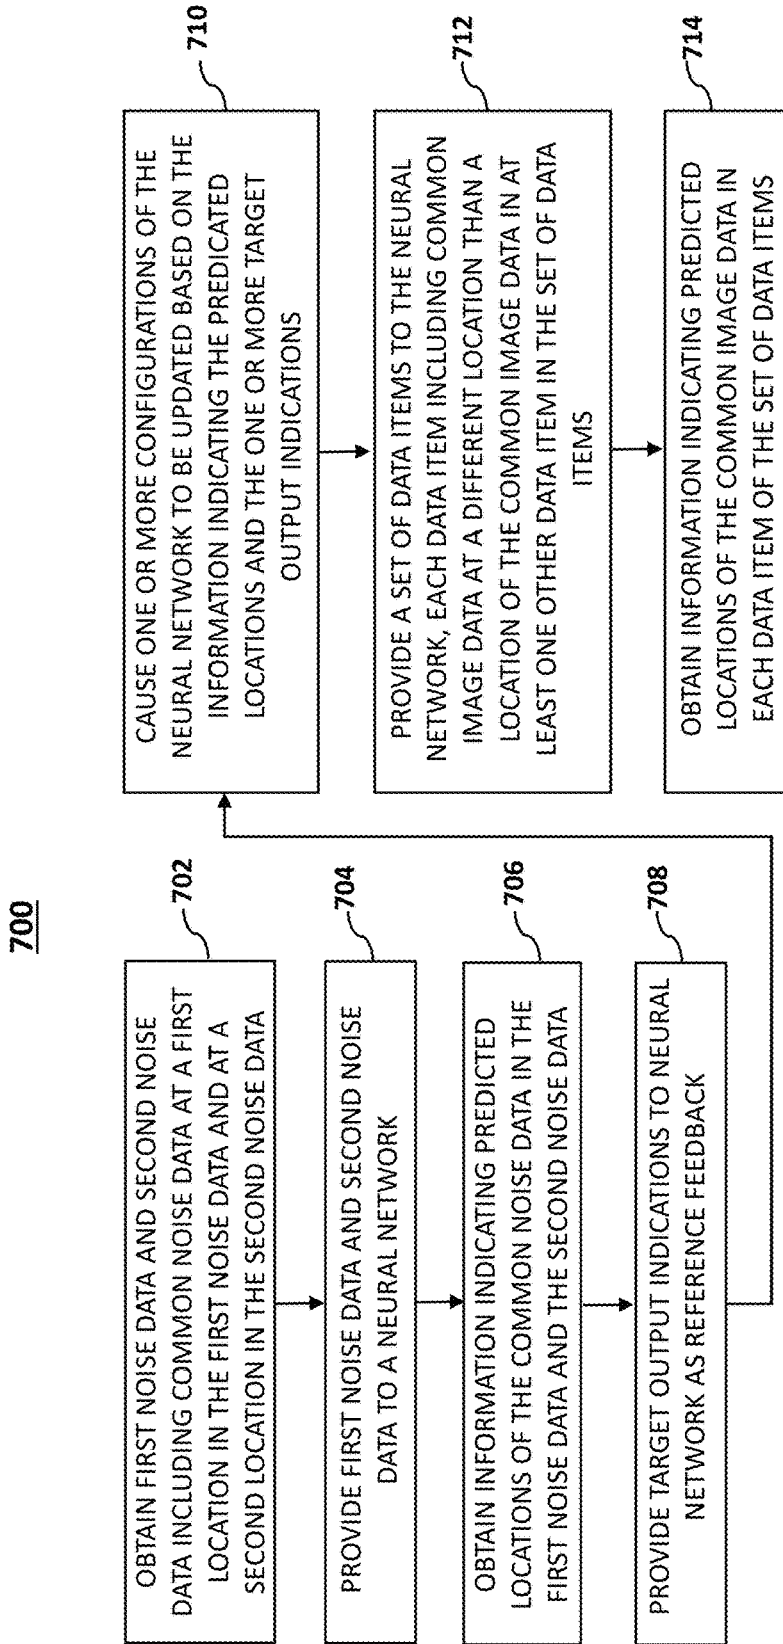 700
OBTAIN FIRST NOISE DATA AND SECOND NOISE
DATA INCLUDING COMMON NOISE DATA AT A FIRST
LOCATION IN THE FIRST NOISE DATA AND AT A
SECOND LOCATION IN THE SECOND NOISE DATA
702
PROVIDE FIRST NOISE DATA AND SECOND NOISE
DATA TO A NEURAL NETWORK
704
OBTAIN INFORMATION INDICATING PREDICTED
LOCATIONS OF THE COMMON NOISE DATA IN THE
FIRST NOISE DATA AND THE SECOND NOISE DATA
706
PROVIDE TARGET OUTPUT INDICATIONS TO NEURAL
NETWORK AS REFERENCE FEEDBACK
708
CAUSE ONE OR MORE CONFIGURATIONS OF THE
NEURAL NETWORK TO BE UPDATED BASED ON THE
INFORMATION INDICATING THE PREDICATED
LOCATIONS AND THE ONE OR MORE TARGET
OUTPUT INDICATIONS
710
PROVIDE A SET OF DATA ITEMS TO THE NEURAL
NETWORK, EACH DATA ITEM INCLUDING COMMON
IMAGE DATA AT A DIFFERENT LOCATION THAN A
LOCATION OF THE COMMON IMAGE DATA IN AT
LEAST ONE OTHER DATA ITEM IN THE SET OF DATA
ITEMS
712
OBTAIN INFORMATION INDICATING PREDICTED
LOCATIONS OF THE COMMON IMAGE DATA IN
EACH DATA ITEM OF THE SET OF DATA ITEMS
714